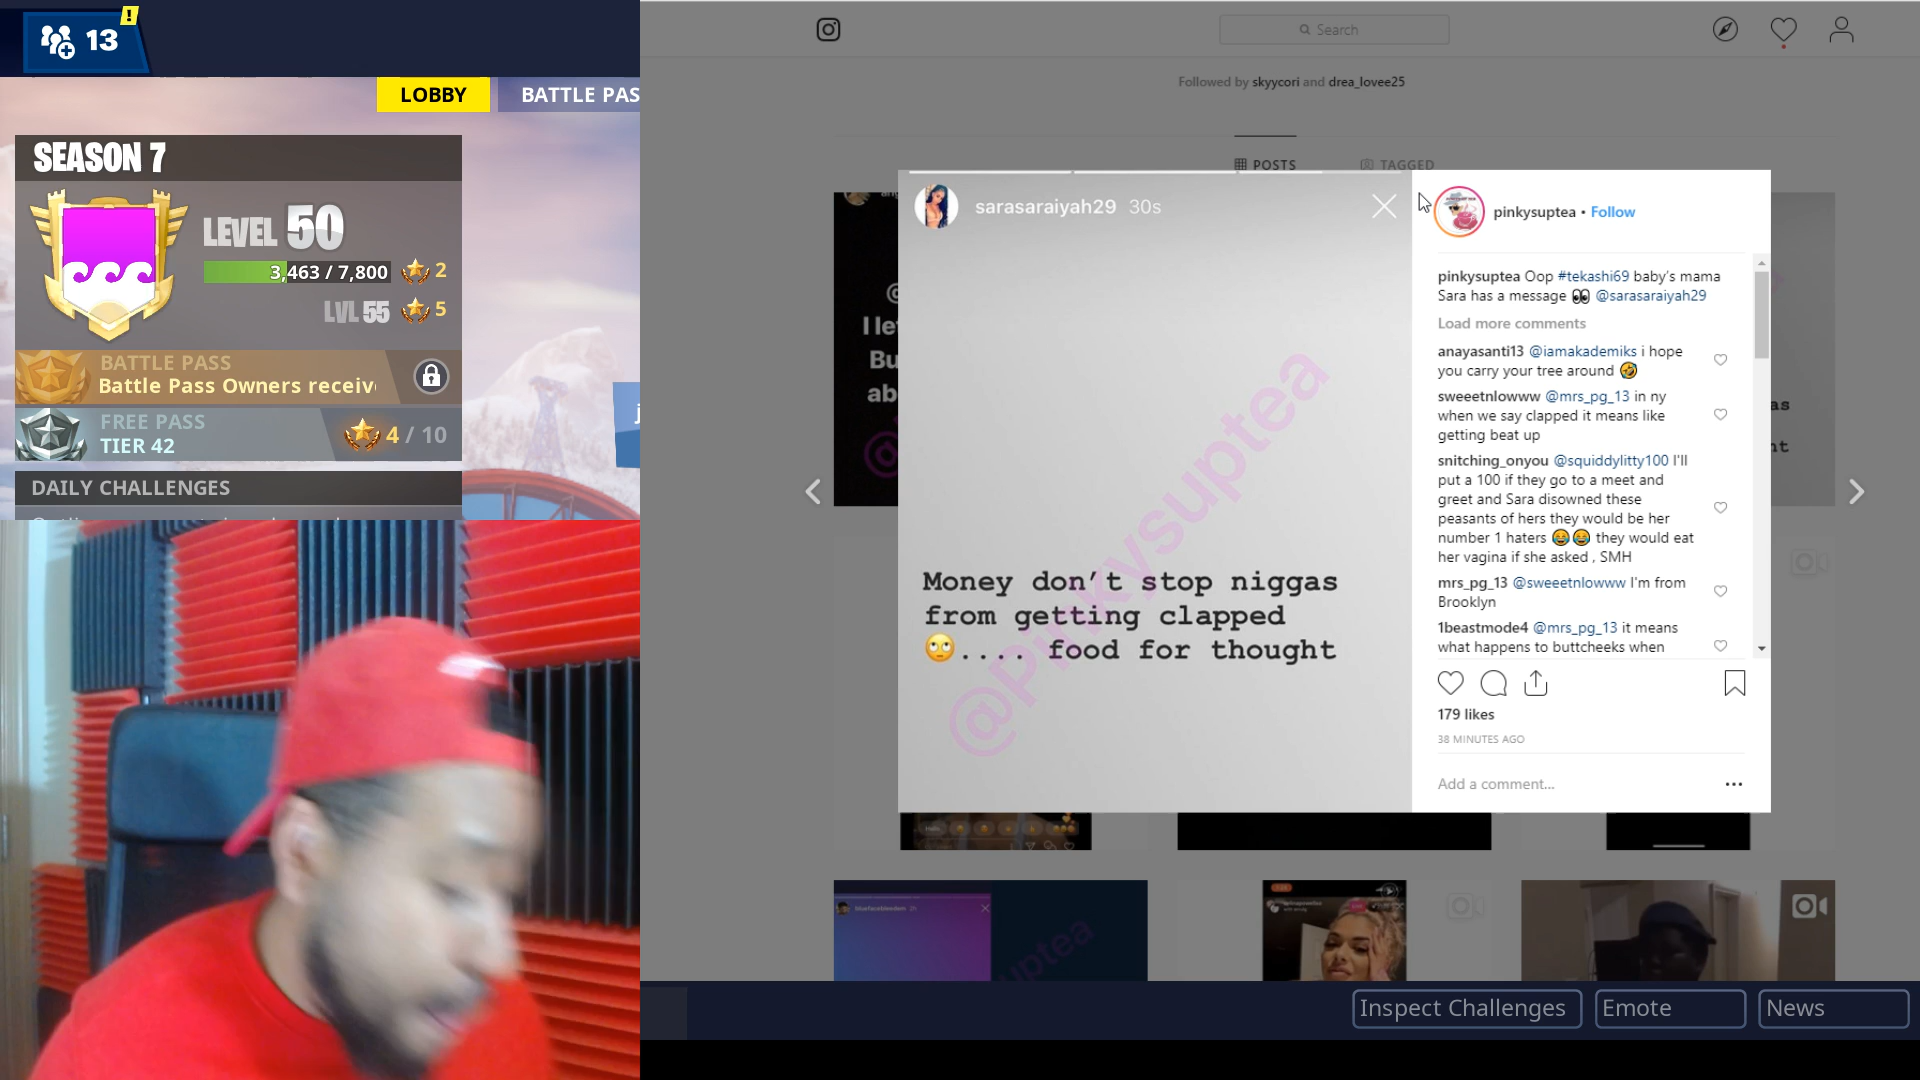 13
!
LOBBY
BATTLE PAS
SEASON 7
LEVEL 50
3,463 / 7,800
2
LVL 55
5
BATTLE PASS
Battle Pass Owners receiv
FREE PASS
TIER 42
4 / 10
DAILY CHALLENGES
Search
Followed by skyycori and drea_lovee25
POSTS
TAGGED
I le
Bu
ab
sarasaraiyah29 30s
Money don't stop niggas
from getting clapped
🙄.... food for thought
@Pinkysuptea
pinkysuptea • Follow
pinkysuptea Oop #tekashi69 baby's mama
Sara has a message 👀 @sarasaraiyah29
Load more comments
anayasanti13 @iamakademiks i hope
you carry your tree around 🤣
sweeetnlowww @mrs_pg_13 in ny
when we say clapped it means like
getting beat up
snitching_onyou @squiddylitty100 I'll
put a 100 if they go to a meet and
greet and Sara disowned these
peasants of hers they would be her
number 1 haters 😂😂 they would eat
her vagina if she asked , SMH
mrs_pg_13 @sweeetnlowww I'm from
Brooklyn
1beastmode4 @mrs_pg_13 it means
what happens to buttcheeks when
179 likes
38 MINUTES AGO
Add a comment...
uptea
Inspect Challenges
Emote
News